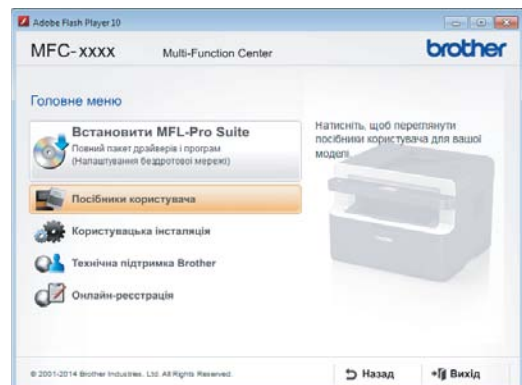 Adobe Flash Player 10
MFC-xxxx
Multi-Function Center
brother
Головне меню
Встановити MFL-Pro Suite
Повний пакет драйверів і програм
(Налаштування бездротової мережі)
Посібники користувача
Користувацька інсталяція
Технічна підтримка Brother
Онлайн-реєстрація
Натисніть, щоб переглянути
посібники користувача для вашої
моделі
© 2001-2014 Brother Industries. Ltd. All Rights Reserved.
Назад
Вихід